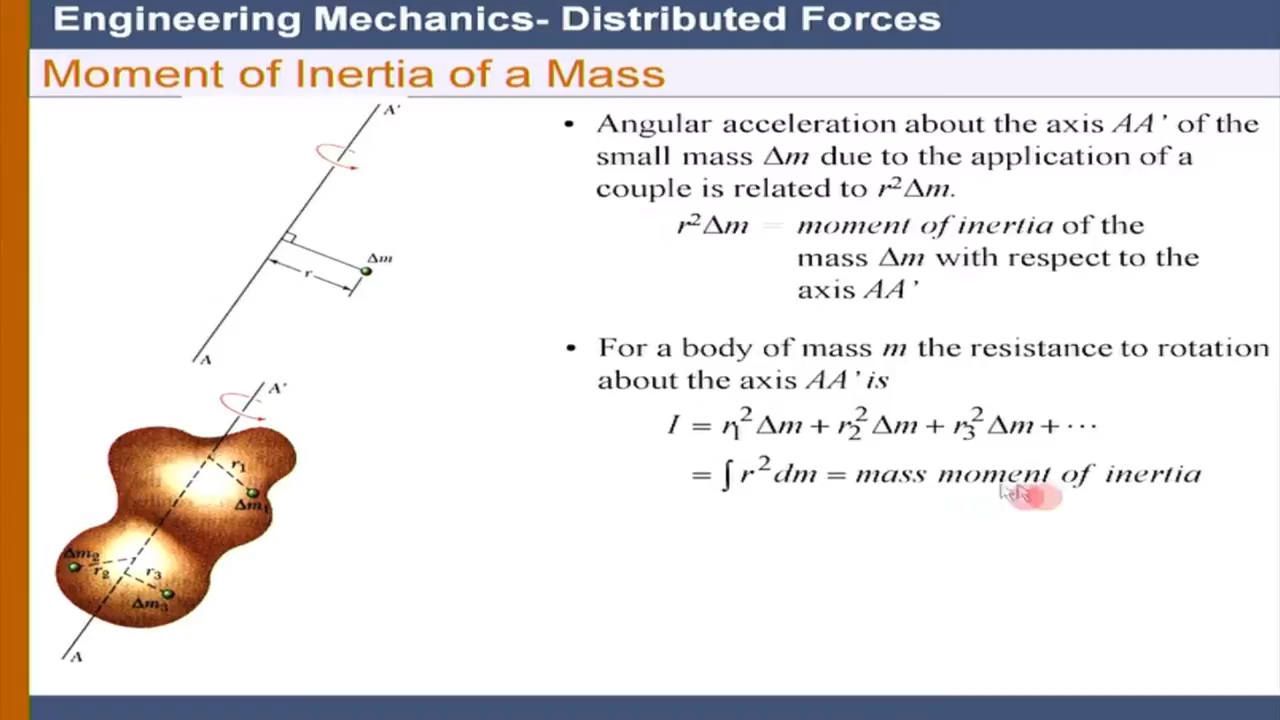 Engineering Mechanics- Distributed Forces
Moment of Inertia of a Mass
A'
Δm
r
A
A'
r1
Δm1
Δm2
r2
r3
Δm3
A
• Angular acceleration about the axis AA' of the
small mass Δm due to the application of a
couple is related to r²Δm.
r²Δm = moment of inertia of the
mass Δm with respect to the
axis AA'
• For a body of mass m the resistance to rotation
about the axis AA' is
I = r₁²Δm + r₂²Δm + r₃²Δm + ⋯
= ∫ r² dm = mass moment of inertia